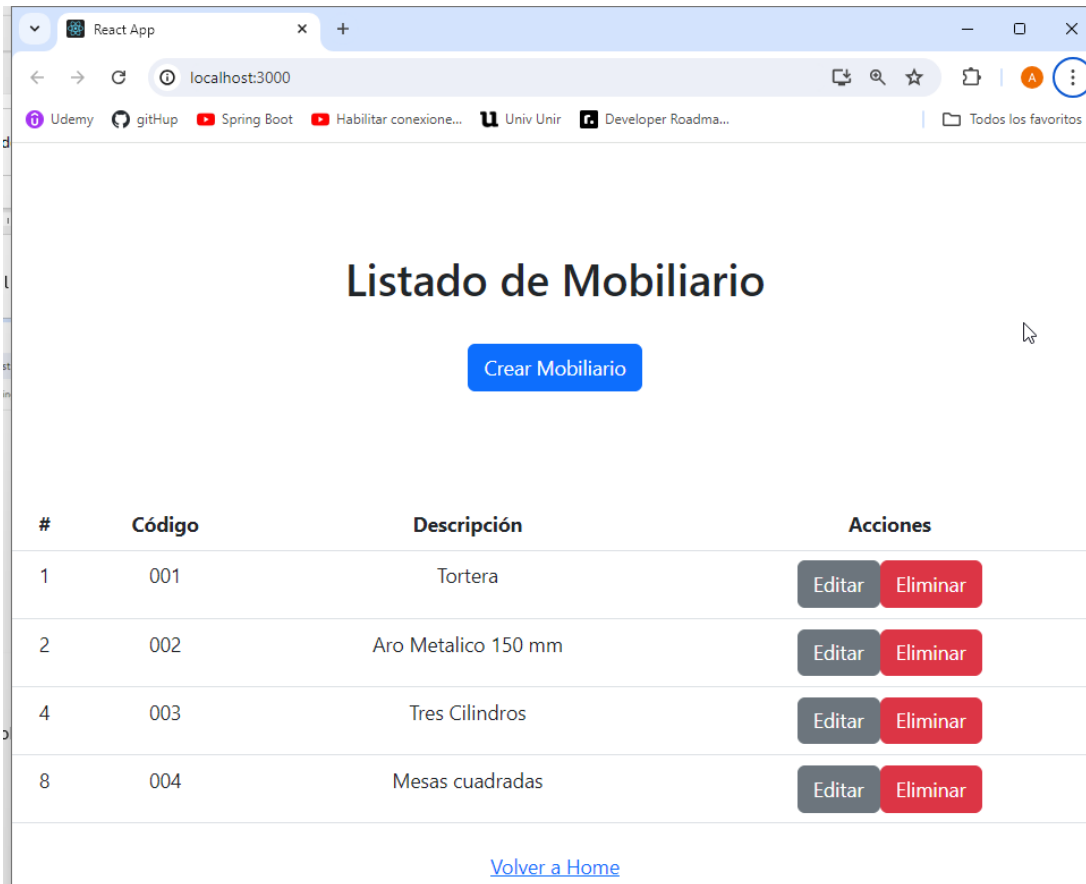 React App
localhost:3000
A
Udemy gitHup Spring Boot Habilitar conexione... Univ Unir Developer Roadma... Todos los favoritos
Listado de Mobiliario
Crear Mobiliario
# Código Descripción Acciones
1 001 Tortera Editar Eliminar
2 002 Aro Metalico 150 mm Editar Eliminar
4 003 Tres Cilindros Editar Eliminar
8 004 Mesas cuadradas Editar Eliminar
Volver a Home